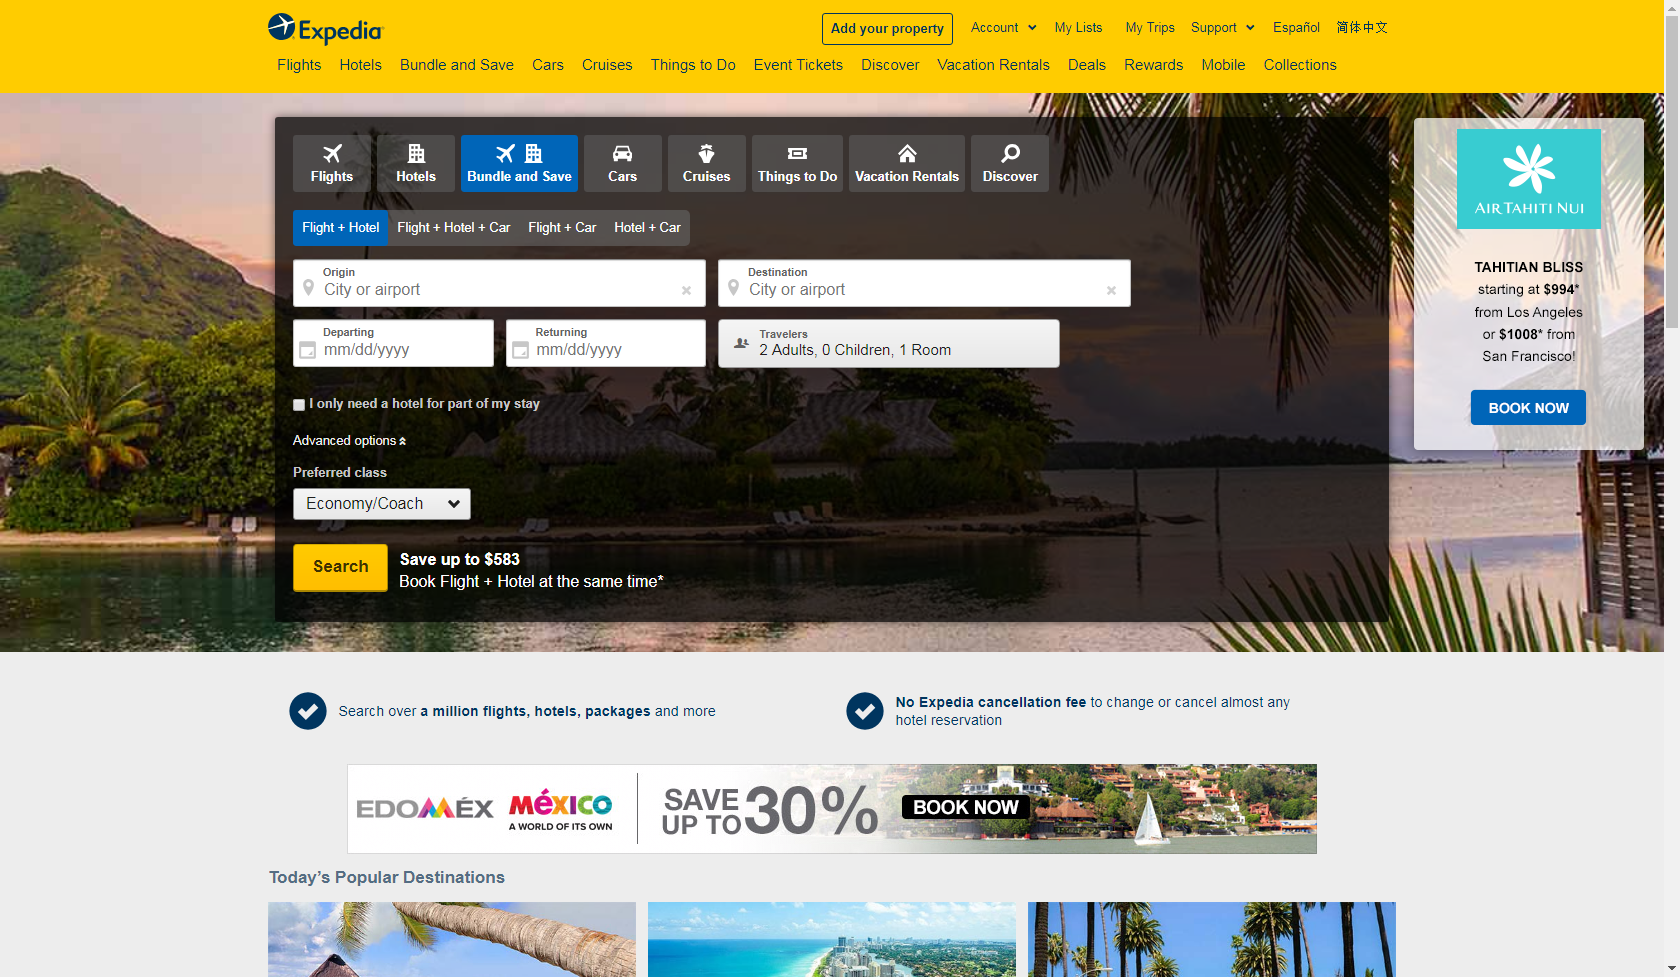 Expedia
Add your property
Account
My Lists
My Trips
Support
Español
简体中文
Flights
Hotels
Bundle and Save
Cars
Cruises
Things to Do
Event Tickets
Discover
Vacation Rentals
Deals
Rewards
Mobile
Collections
Flights
Hotels
Bundle and Save
Cars
Cruises
Things to Do
Vacation Rentals
Discover
Flight + Hotel
Flight + Hotel + Car
Flight + Car
Hotel + Car
Origin
City or airport
Destination
City or airport
Departing
mm/dd/yyyy
Returning
mm/dd/yyyy
Travelers
2 Adults, 0 Children, 1 Room
I only need a hotel for part of my stay
Advanced options
Preferred class
Economy/Coach
Search
Save up to $583
Book Flight + Hotel at the same time*
AIR TAHITI NUI
TAHITIAN BLISS
starting at $994*
from Los Angeles
or $1008* from
San Francisco!
BOOK NOW
Search over a million flights, hotels, packages and more
No Expedia cancellation fee to change or cancel almost any
hotel reservation
EDOMÉX
MéXICO
A WORLD OF ITS OWN
SAVE
UP TO
30%
BOOK NOW
Today's Popular Destinations